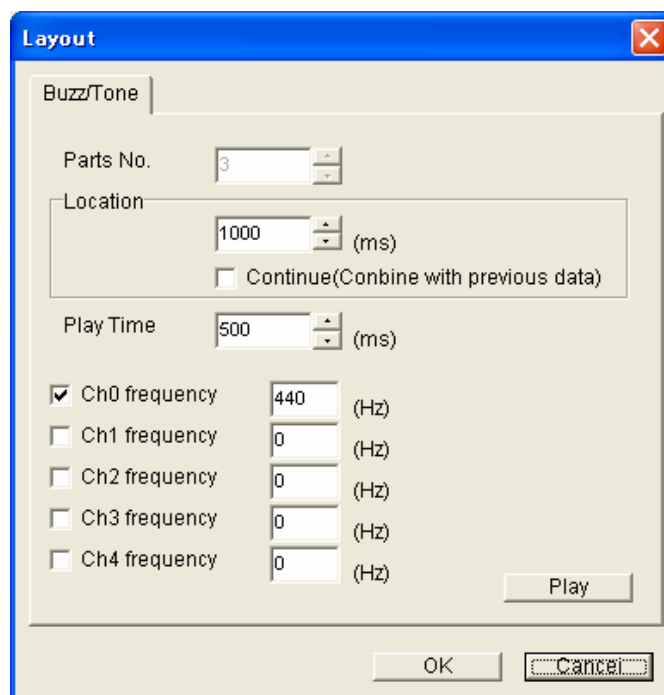 Layout
Buzz/Tone
Parts No. 3
Location
1000 (ms)
Continue(Conbine with previous data)
Play Time 500 (ms)
Ch0 frequency 440 (Hz)
Ch1 frequency 0 (Hz)
Ch2 frequency 0 (Hz)
Ch3 frequency 0 (Hz)
Ch4 frequency 0 (Hz)
Play
OK Cancel